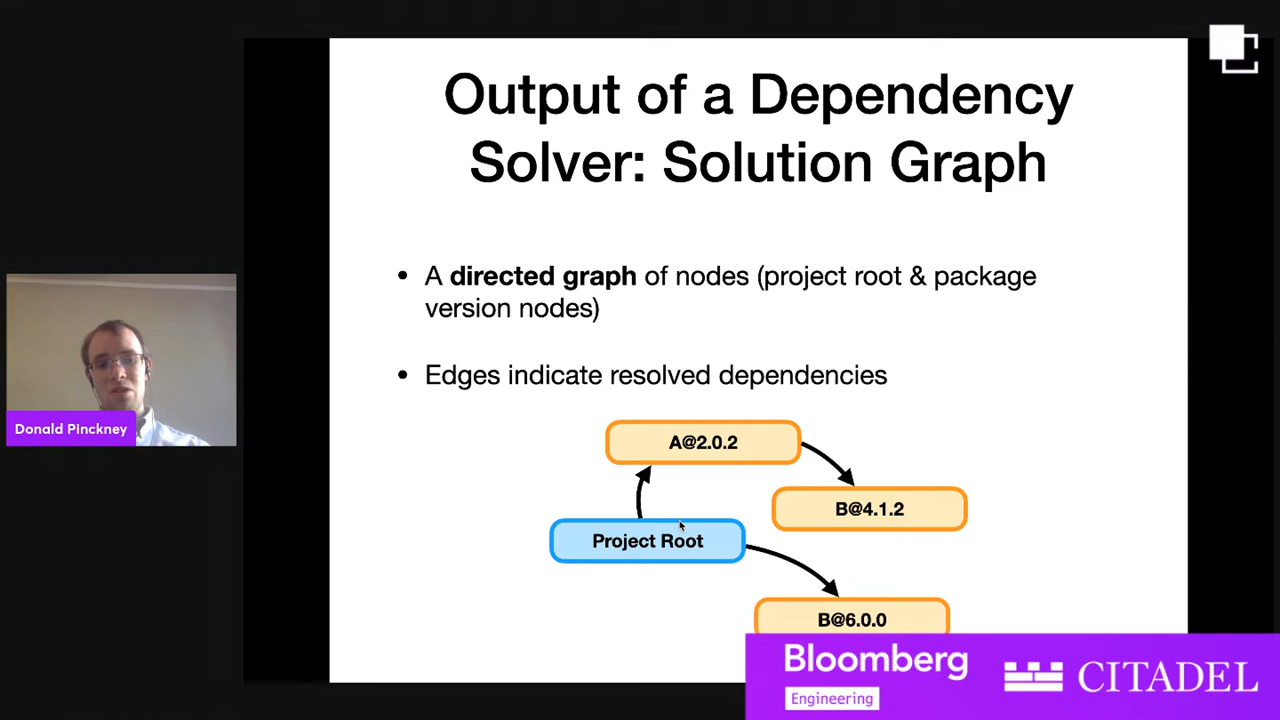 Output of a Dependency
Solver: Solution Graph
• A directed graph of nodes (project root & package
version nodes)
• Edges indicate resolved dependencies
A@2.0.2
B@4.1.2
Project Root
B@6.0.0
Donald Pinckney
Bloomberg
Engineering
CITADEL